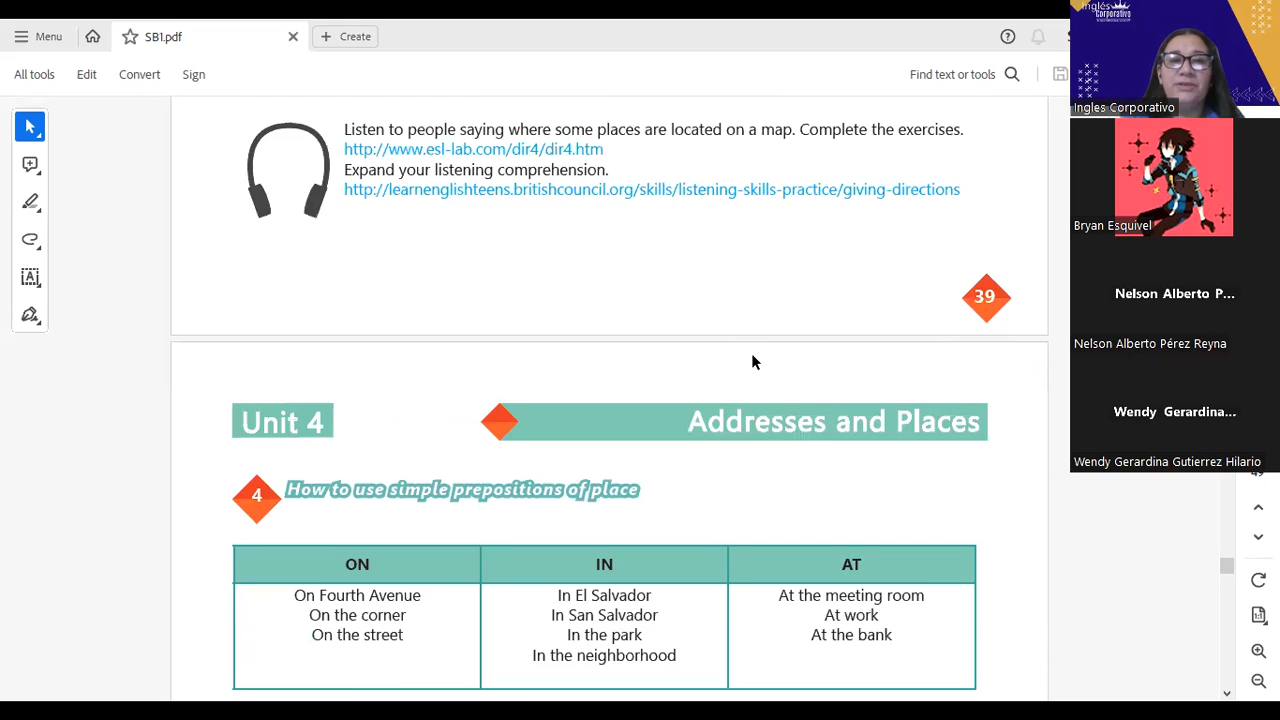 Menu
SB1.pdf
Create
All tools
Edit
Convert
Sign
Find text or tools
Listen to people saying where some places are located on a map. Complete the exercises.
http://www.esl-lab.com/dir4/dir4.htm
Expand your listening comprehension.
http://learnenglishteens.britishcouncil.org/skills/listening-skills-practice/giving-directions
39
Unit 4
Addresses and Places
4
How to use simple prepositions of place
ON
IN
AT
On Fourth Avenue
In El Salvador
At the meeting room
On the corner
In San Salvador
At work
On the street
In the park
At the bank
In the neighborhood
Inglés
corporativo
Ingles Corporativo
Bryan Esquivel
Nelson Alberto P...
Nelson Alberto Pérez Reyna
Wendy Gerardina...
Wendy Gerardina Gutierrez Hilario